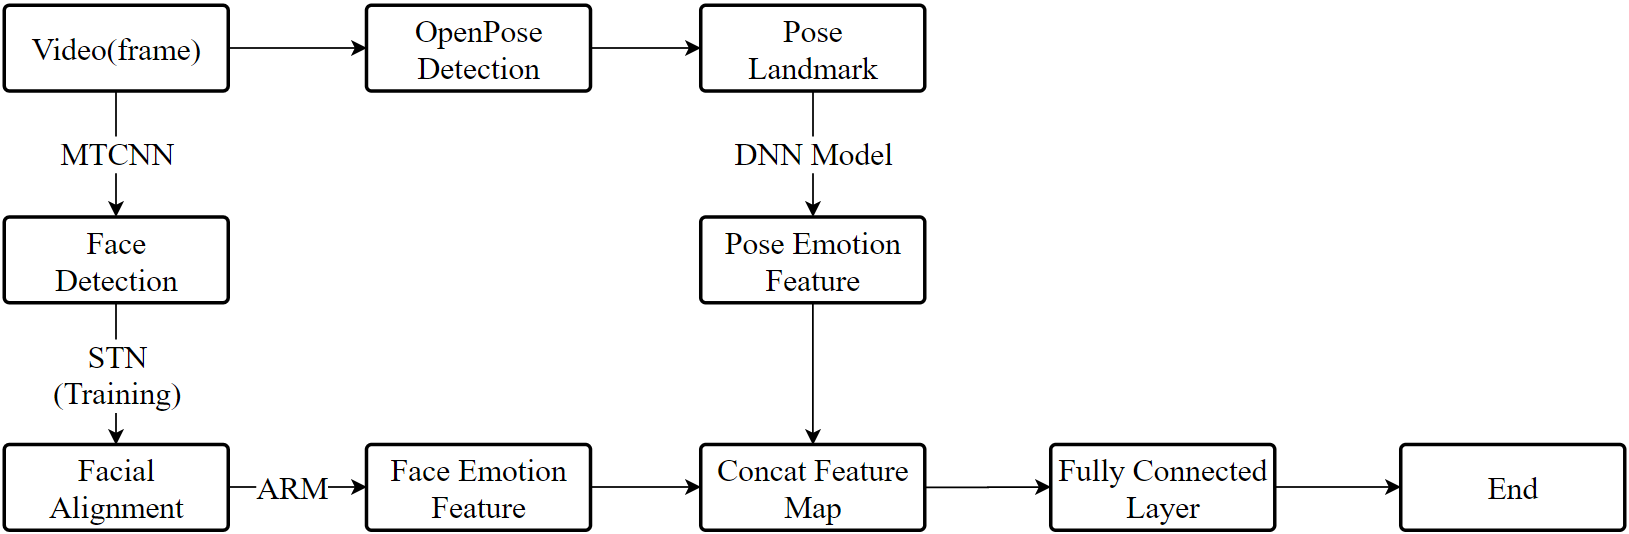 Video(frame)
OpenPose
Detection
Pose
Landmark
MTCNN
DNN Model
Face
Detection
Pose Emotion
Feature
STN
(Training)
Facial
Alignment
ARM
Face Emotion
Feature
Concat Feature
Map
Fully Connected
Layer
End